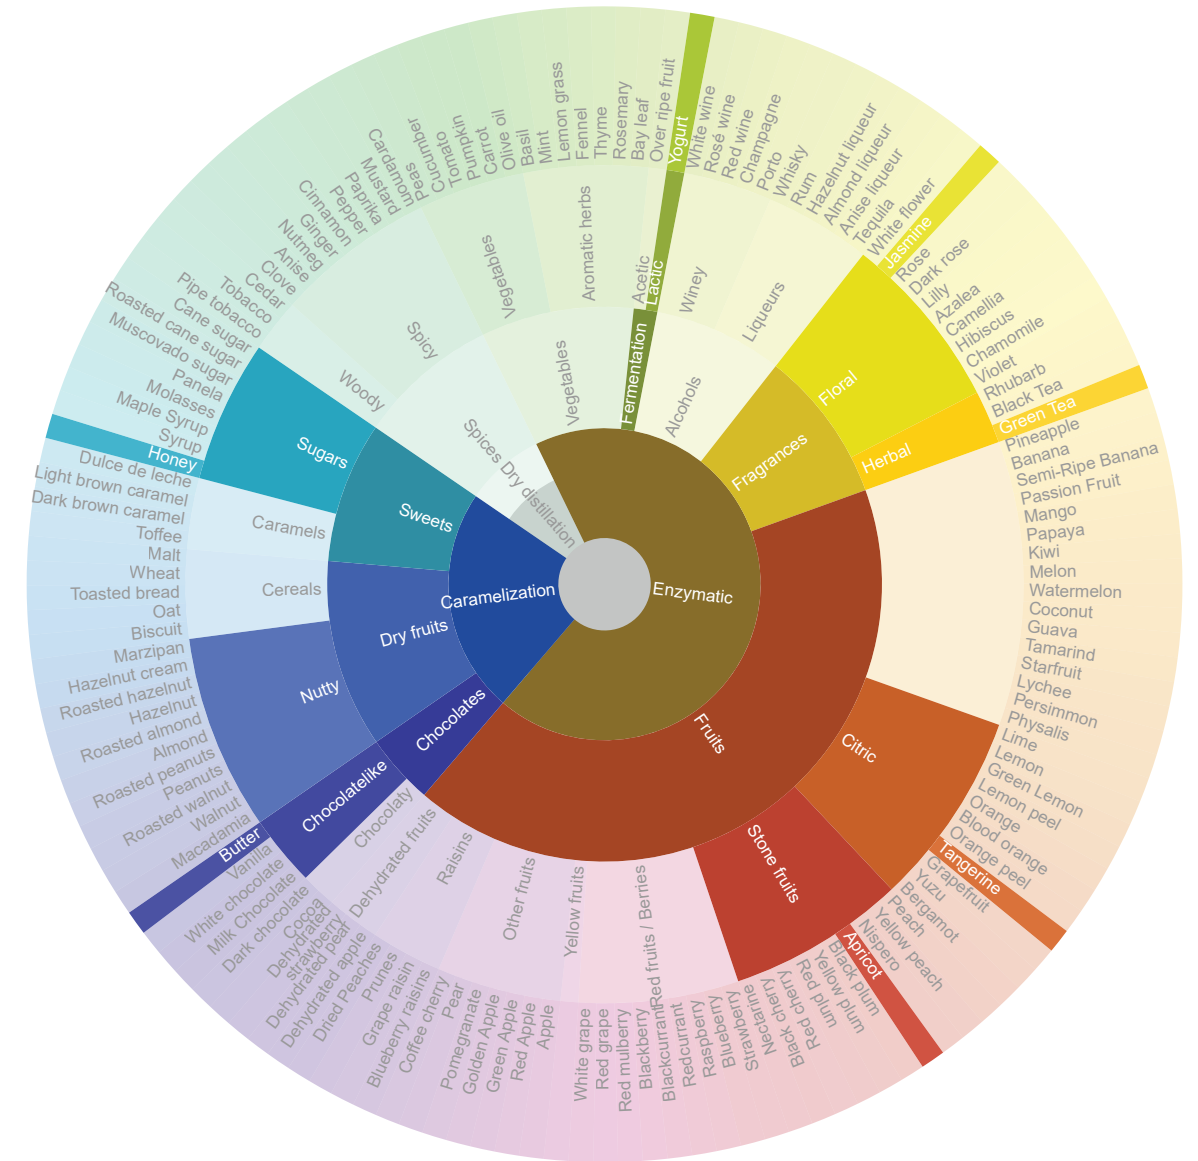 Enzymatic
Caramelization
Dry distillation
Fermentation
Alcohols
Fragrances
Fruits
Chocolates
Dry fruits
Sweets
Spices
Vegetables
Acetic
Lactic
Winey
Liqueurs
Floral
Herbal
Citric
Stone fruits
Red fruits / Berries
Yellow fruits
Other fruits
Raisins
Dehydrated fruits
Chocolaty
Chocolatelike
Nutty
Cereals
Caramels
Sugars
Woody
Spicy
Vegetables
Aromatic herbs
Over ripe fruit
Yogurt
White wine
Rosé wine
Red wine
Champagne
Porto
Whisky
Rum
Hazelnut liqueur
Almond liqueur
Anise liqueur
Tequila
White flower
Jasmine
Rose
Dark rose
Lilly
Azalea
Camellia
Hibiscus
Chamomile
Violet
Rhubarb
Black Tea
Green Tea
Pineapple
Banana
Semi-Ripe Banana
Passion Fruit
Mango
Papaya
Kiwi
Melon
Watermelon
Coconut
Guava
Tamarind
Starfruit
Lychee
Persimmon
Physalis
Lime
Lemon
Green Lemon
Lemon peel
Orange
Blood orange
Orange peel
Tangerine
Grapefruit
Yuzu
Bergamot
Peach
Yellow peach
Nispero
Apricot
Black plum
Yellow plum
Red plum
Red cherry
Black cherry
Nectarine
Strawberry
Blueberry
Raspberry
Redcurrant
Blackcurrant
Blackberry
Red mulberry
Red grape
White grape
Apple
Red Apple
Green Apple
Golden Apple
Pomegranate
Pear
Coffee cherry
Blueberry raisins
Grape raisin
Prunes
Dried Peaches
Dehydrated apple
Dehydrated pear
Dehydrated
strawberry
Cocoa
Dark chocolate
Milk Chocolate
White chocolate
Vanilla
Butter
Macadamia
Walnut
Roasted walnut
Peanuts
Roasted peanuts
Almond
Roasted almond
Hazelnut
Roasted hazelnut
Hazelnut cream
Marzipan
Biscuit
Oat
Toasted bread
Wheat
Malt
Toffee
Dark brown caramel
Light brown caramel
Dulce de leche
Honey
Syrup
Maple Syrup
Molasses
Panela
Muscovado sugar
Roasted cane sugar
Cane sugar
Pipe tobacco
Tobacco
Cedar
Clove
Anise
Nutmeg
Ginger
Cinnamon
Pepper
Paprika
Mustard
Cardamoum
Peas
Cucumber
Tomato
Pumpkin
Carrot
Olive oil
Basil
Mint
Lemon grass
Fennel
Thyme
Rosemary
Bay leaf